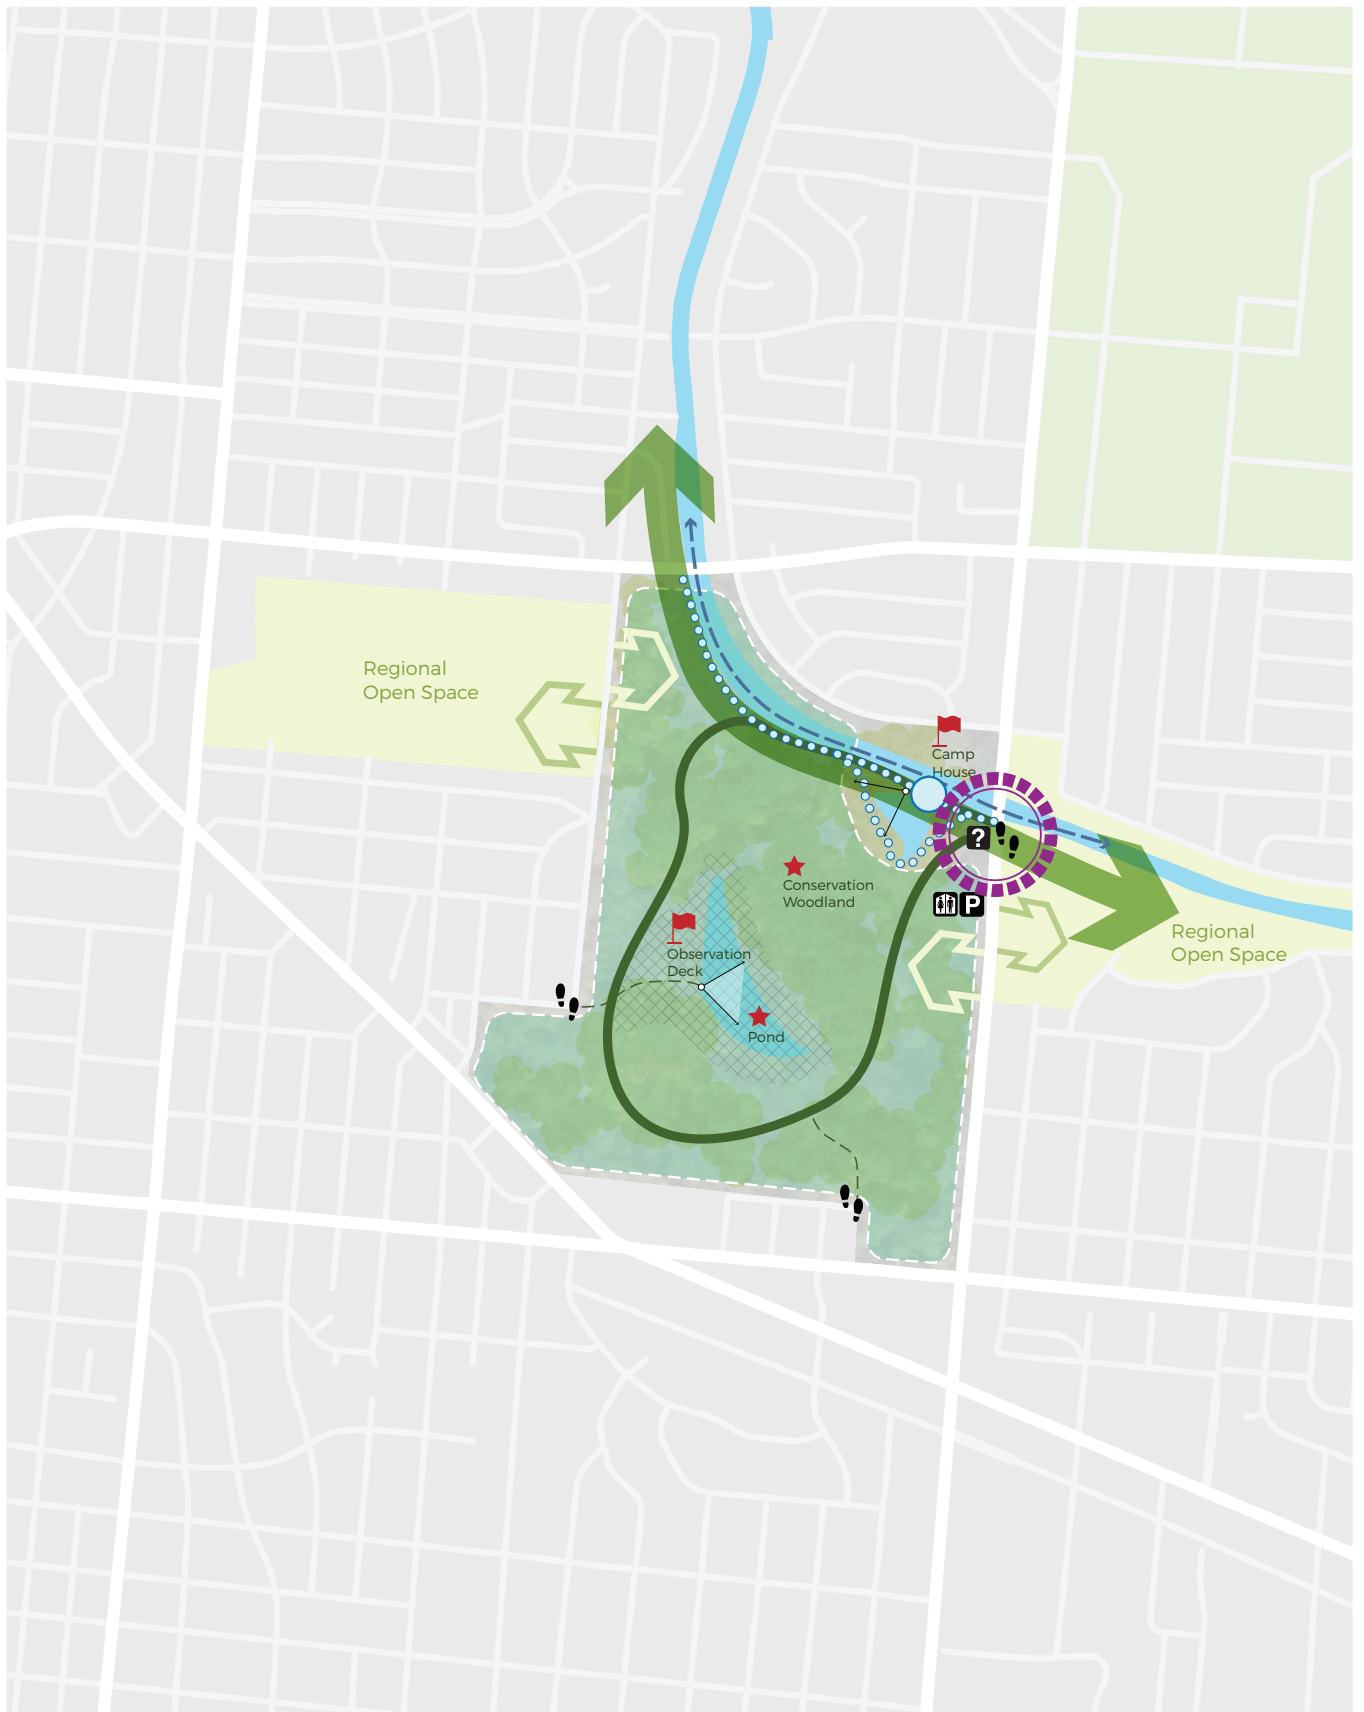 Regional
Open Space
Camp
House
?
P
Conservation
Woodland
Observation
Deck
Regional
Open Space
Pond